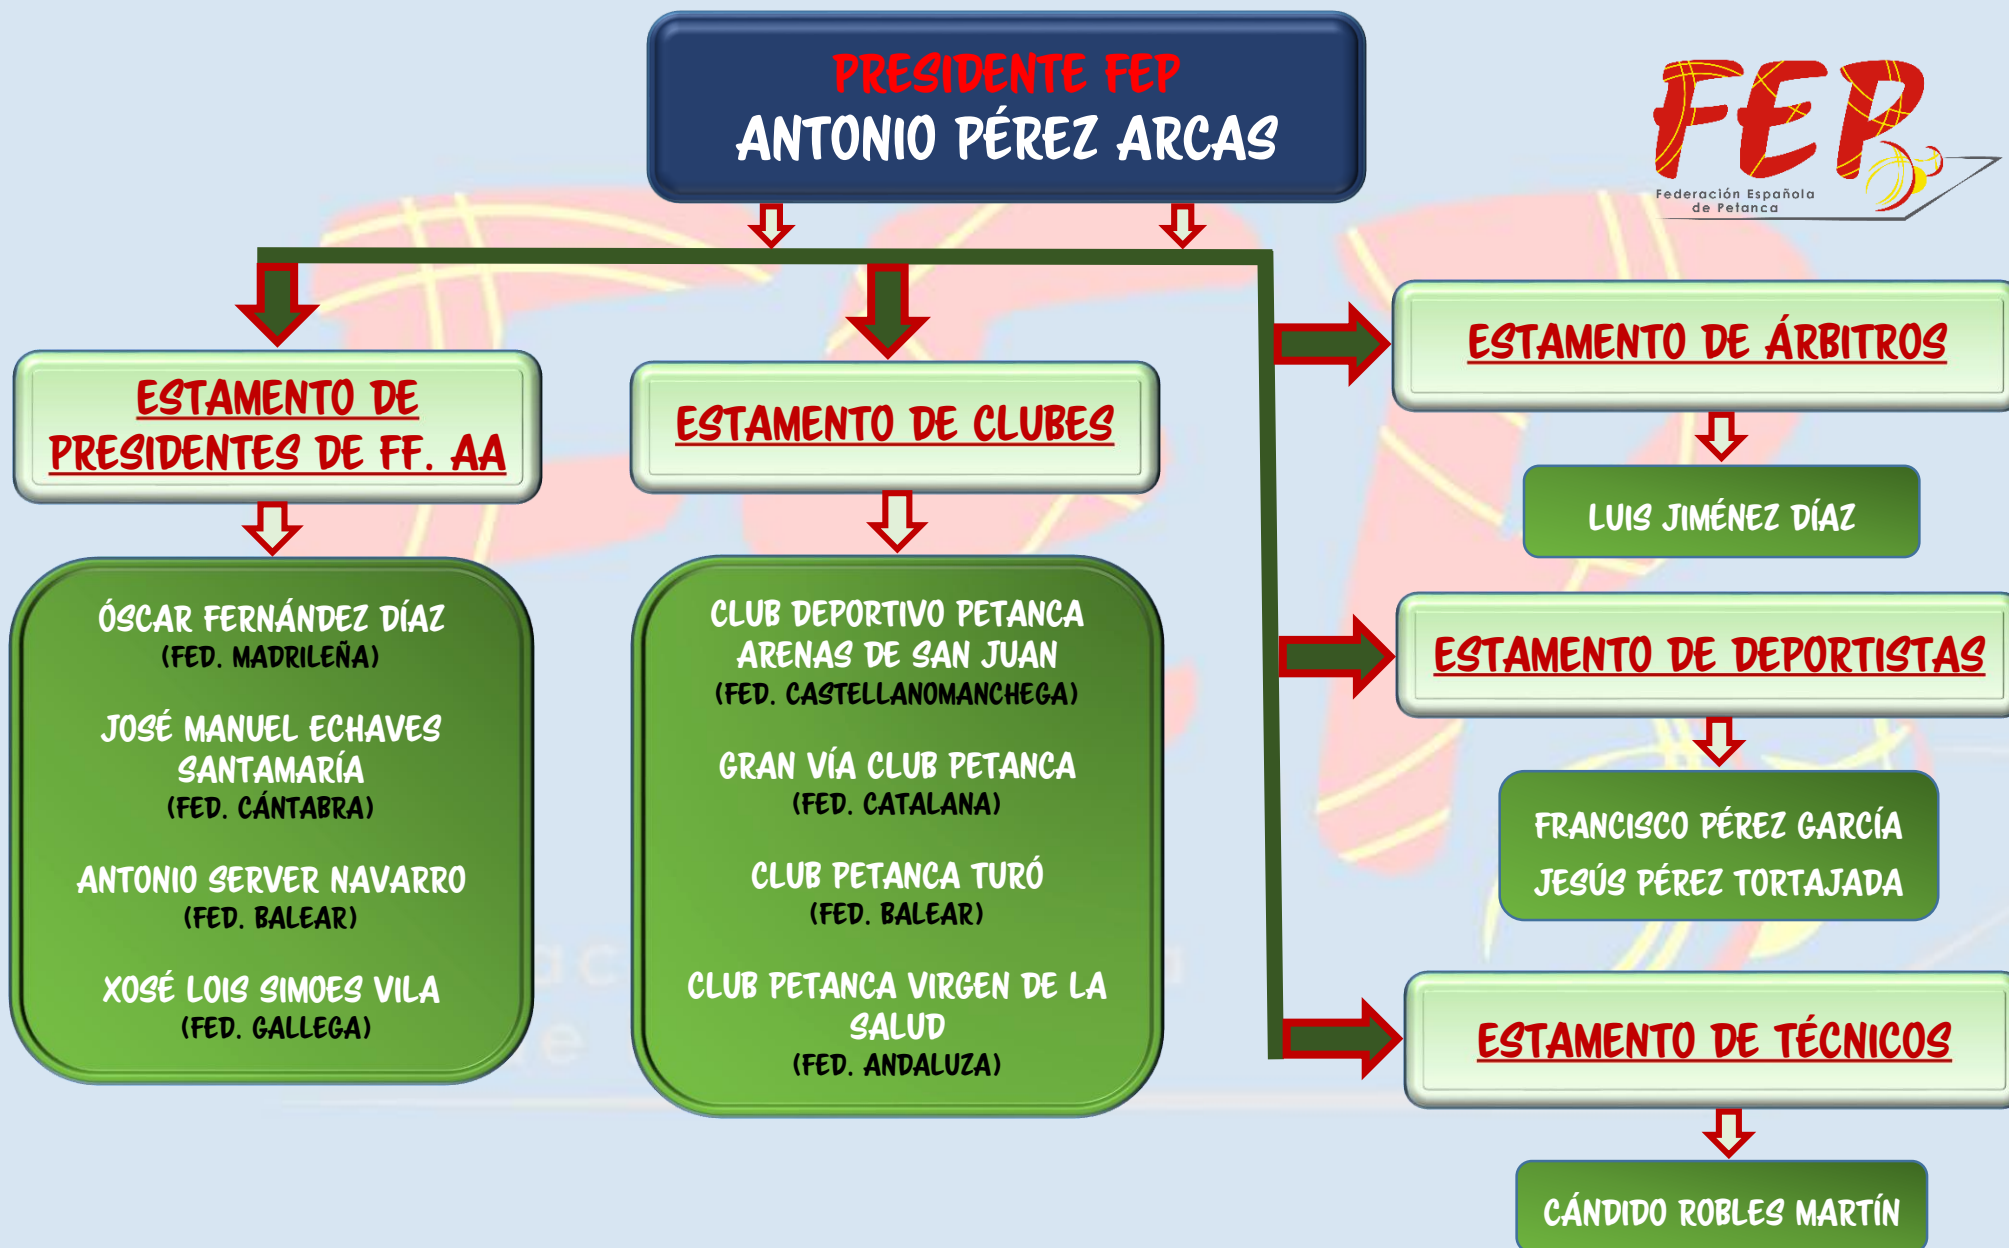 PRESIDENTE FEP
ANTONIO PÉREZ ARCAS
FEP
Federación Española
de Petanca
ESTAMENTO DE
PRESIDENTES DE FF. AA
ÓSCAR FERNÁNDEZ DÍAZ
(FED. MADRILEÑA)
JOSÉ MANUEL ECHAVES
SANTAMARÍA
(FED. CÁNTABRA)
ANTONIO SERVER NAVARRO
(FED. BALEAR)
XOSÉ LOIS SIMOES VILA
(FED. GALLEGA)
ESTAMENTO DE CLUBES
CLUB DEPORTIVO PETANCA
ARENAS DE SAN JUAN
(FED. CASTELLANOMANCHEGA)
GRAN VÍA CLUB PETANCA
(FED. CATALANA)
CLUB PETANCA TURÓ
(FED. BALEAR)
CLUB PETANCA VIRGEN DE LA
SALUD
(FED. ANDALUZA)
ESTAMENTO DE ÁRBITROS
LUIS JIMÉNEZ DÍAZ
ESTAMENTO DE DEPORTISTAS
FRANCISCO PÉREZ GARCÍA
JESÚS PÉREZ TORTAJADA
ESTAMENTO DE TÉCNICOS
CÁNDIDO ROBLES MARTÍN